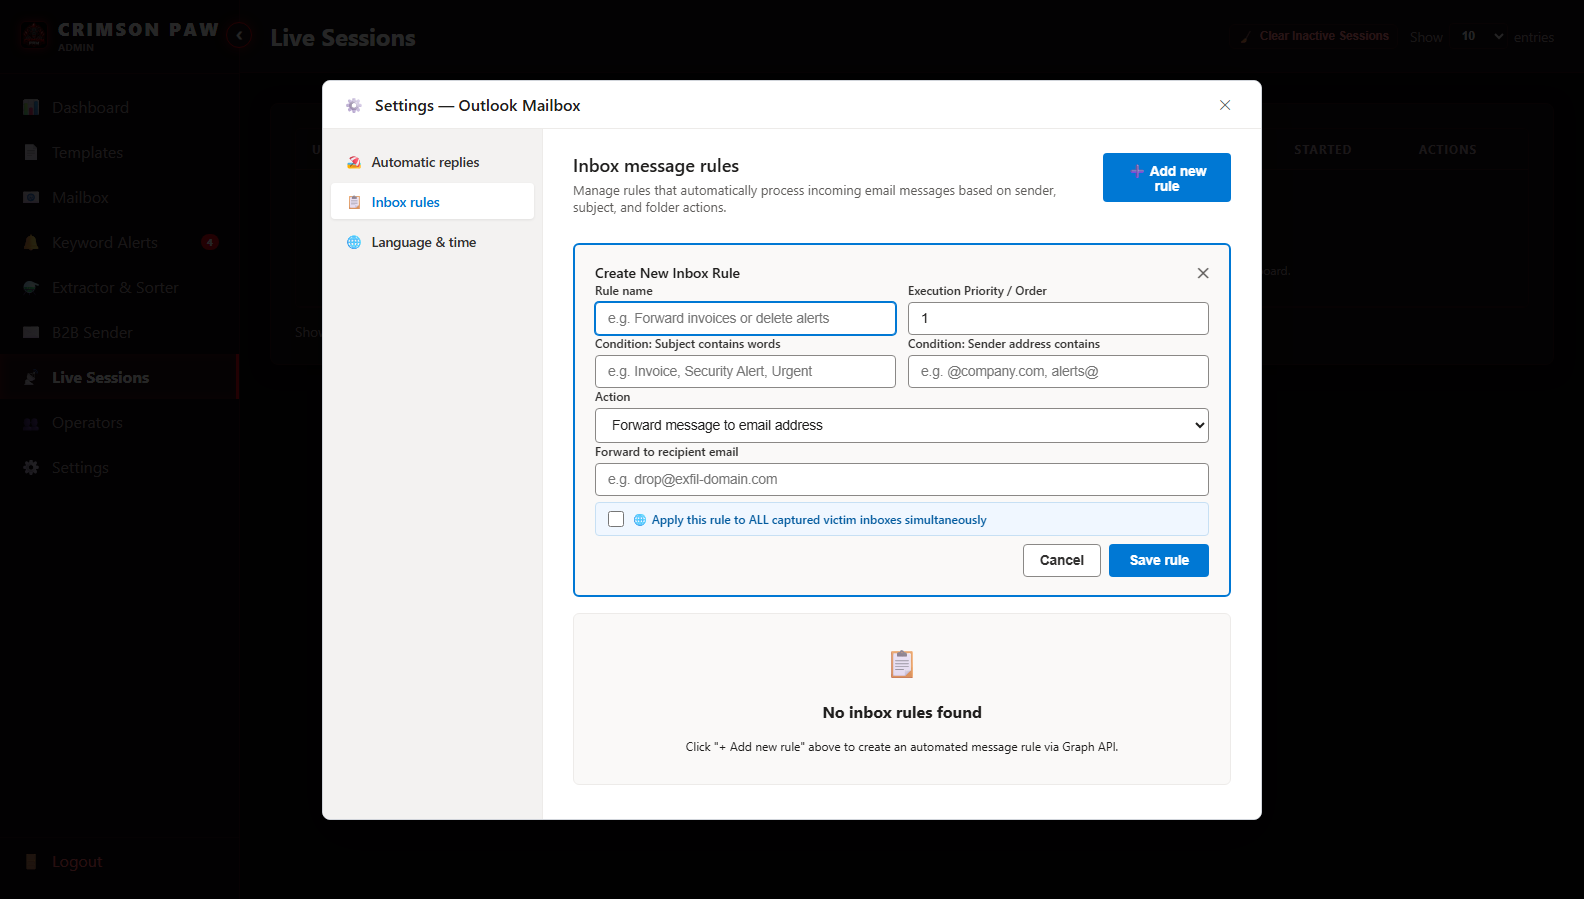 CRIMSON PAW
ADMIN
Live Sessions
Clear Inactive Sessions
Show 10 entries
Dashboard
Templates
Mailbox
Keyword Alerts 4
Extractor & Sorter
B2B Sender
Live Sessions
Operators
Settings
Logout
STARTED ACTIONS
Settings — Outlook Mailbox
Automatic replies
Inbox rules
Language & time
Inbox message rules
Manage rules that automatically process incoming email messages based on sender,
subject, and folder actions.
Add new
rule
Create New Inbox Rule
Rule name
e.g. Forward invoices or delete alerts
Execution Priority / Order
1
Condition: Subject contains words
e.g. Invoice, Security Alert, Urgent
Condition: Sender address contains
e.g. @company.com, alerts@
Action
Forward message to email address
Forward to recipient email
e.g. drop@exfil-domain.com
Apply this rule to ALL captured victim inboxes simultaneously
Cancel
Save rule
No inbox rules found
Click "+ Add new rule" above to create an automated message rule via Graph API.